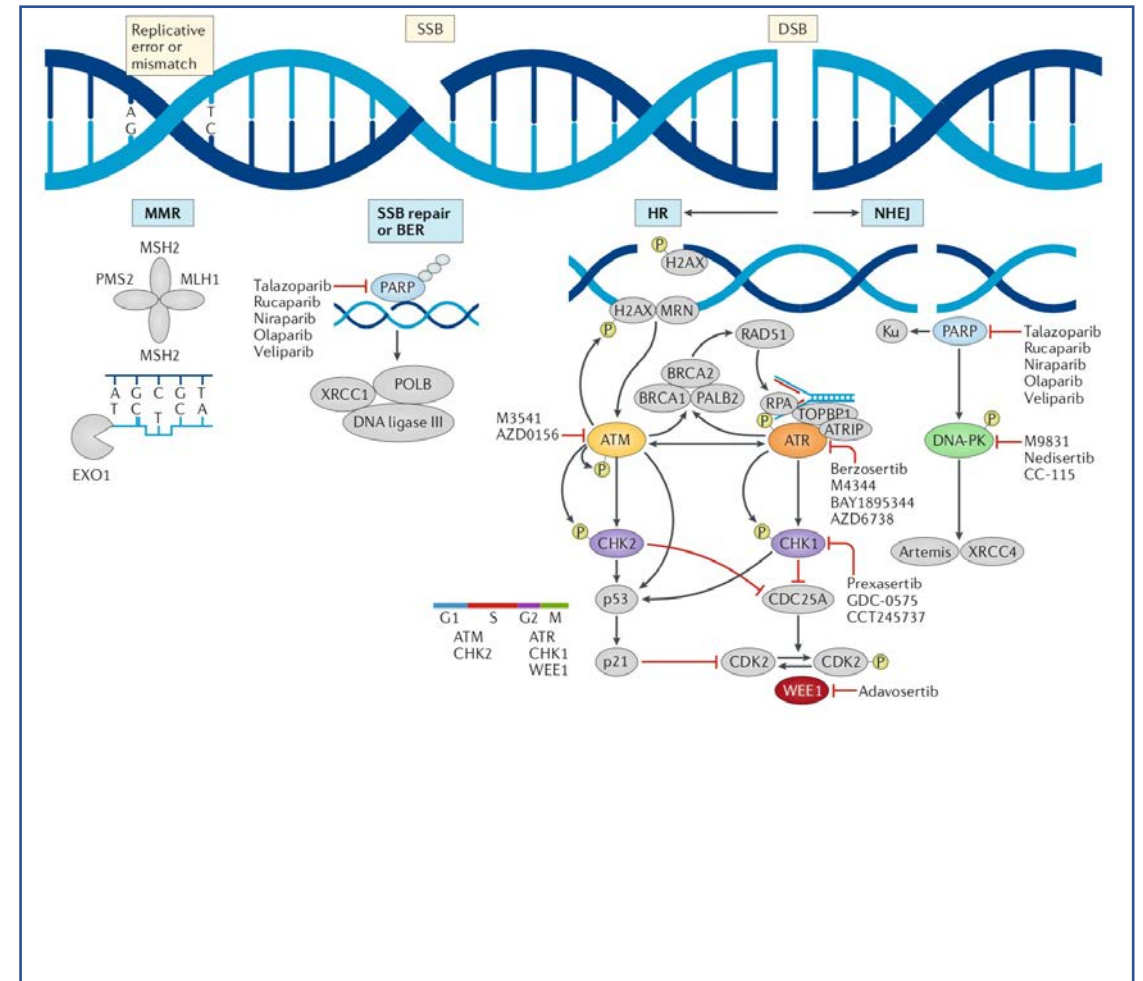 Replicative
error or
mismatch
SSB
DSB
A
G
T
C
MMR
SSB repair
or BER
HR
NHEJ
MSH2
PMS2
MLH1
MSH2
A G C G T
T C T C A
EXO1
Talazoparib
Rucaparib
Niraparib
Olaparib
Veliparib
PARP
XRCC1
POLB
DNA ligase III
P
H2AX
H2AX
MRN
P
RAD51
BRCA2
BRCA1
PALB2
RPA
P
TOPBP1
ATRIP
M3541
AZD0156
ATM
P
ATR
Berzosertib
M4344
BAY1895344
AZD6738
P
CHK2
P
CHK1
Prexasertib
GDC-0575
CCT245737
p53
CDC25A
p21
CDK2
CDK2
P
WEE1
Adavosertib
G1 S G2 M
ATM
CHK2
ATR
CHK1
WEE1
Ku
PARP
Talazoparib
Rucaparib
Niraparib
Olaparib
Veliparib
P
DNA-PK
M9831
Nedisertib
CC-115
Artemis
XRCC4